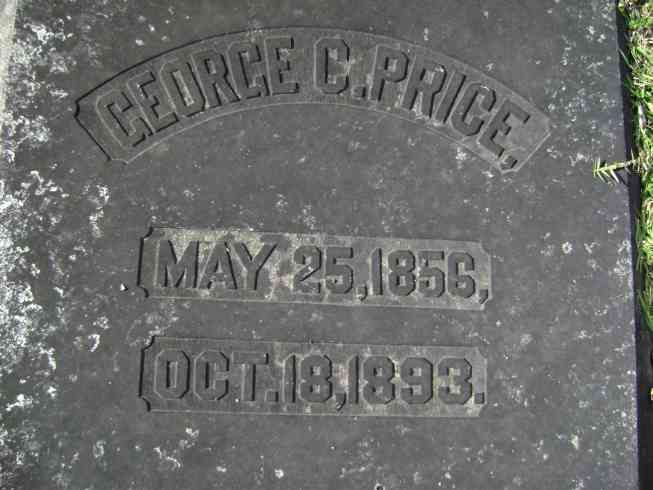 GEORGE C. PRICE,
MAY 25, 1856,
OCT. 18, 1893.